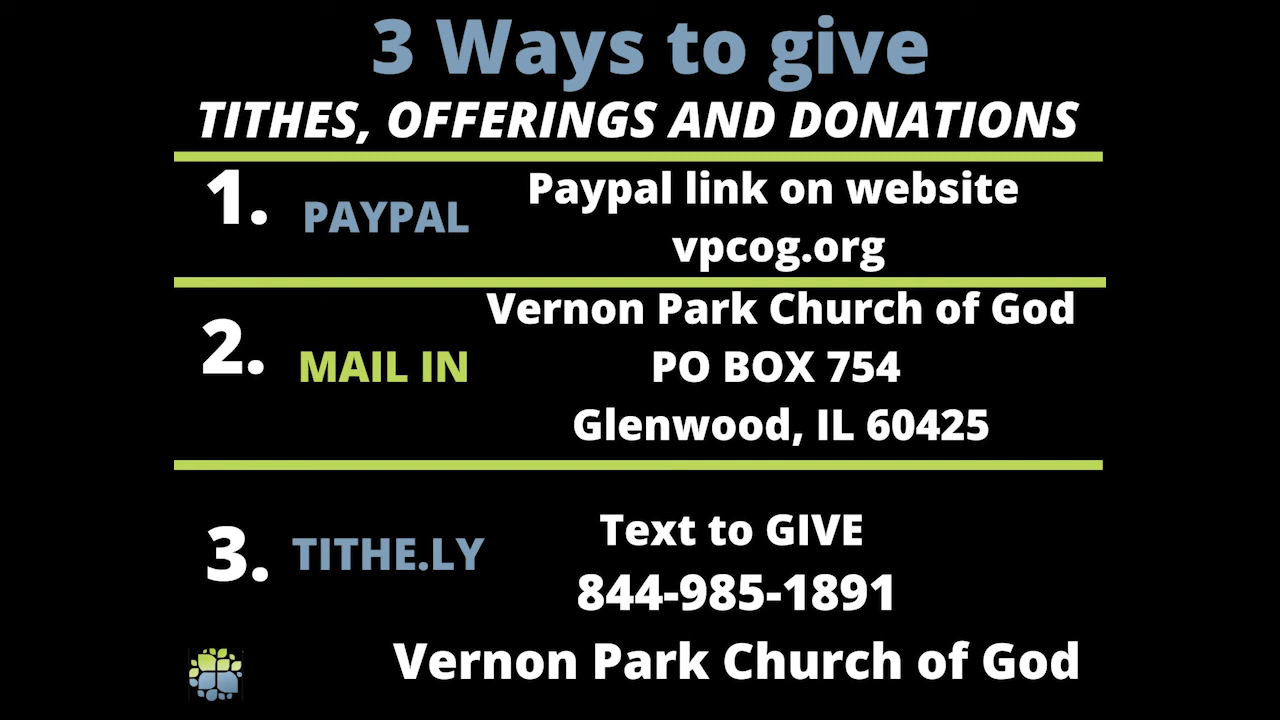 3 Ways to give
TITHES, OFFERINGS AND DONATIONS
1. PAYPAL
Paypal link on website
vpcog.org
2. MAIL IN
Vernon Park Church of God
PO BOX 754
Glenwood, IL 60425
3. TITHE.LY
Text to GIVE
844-985-1891
Vernon Park Church of God